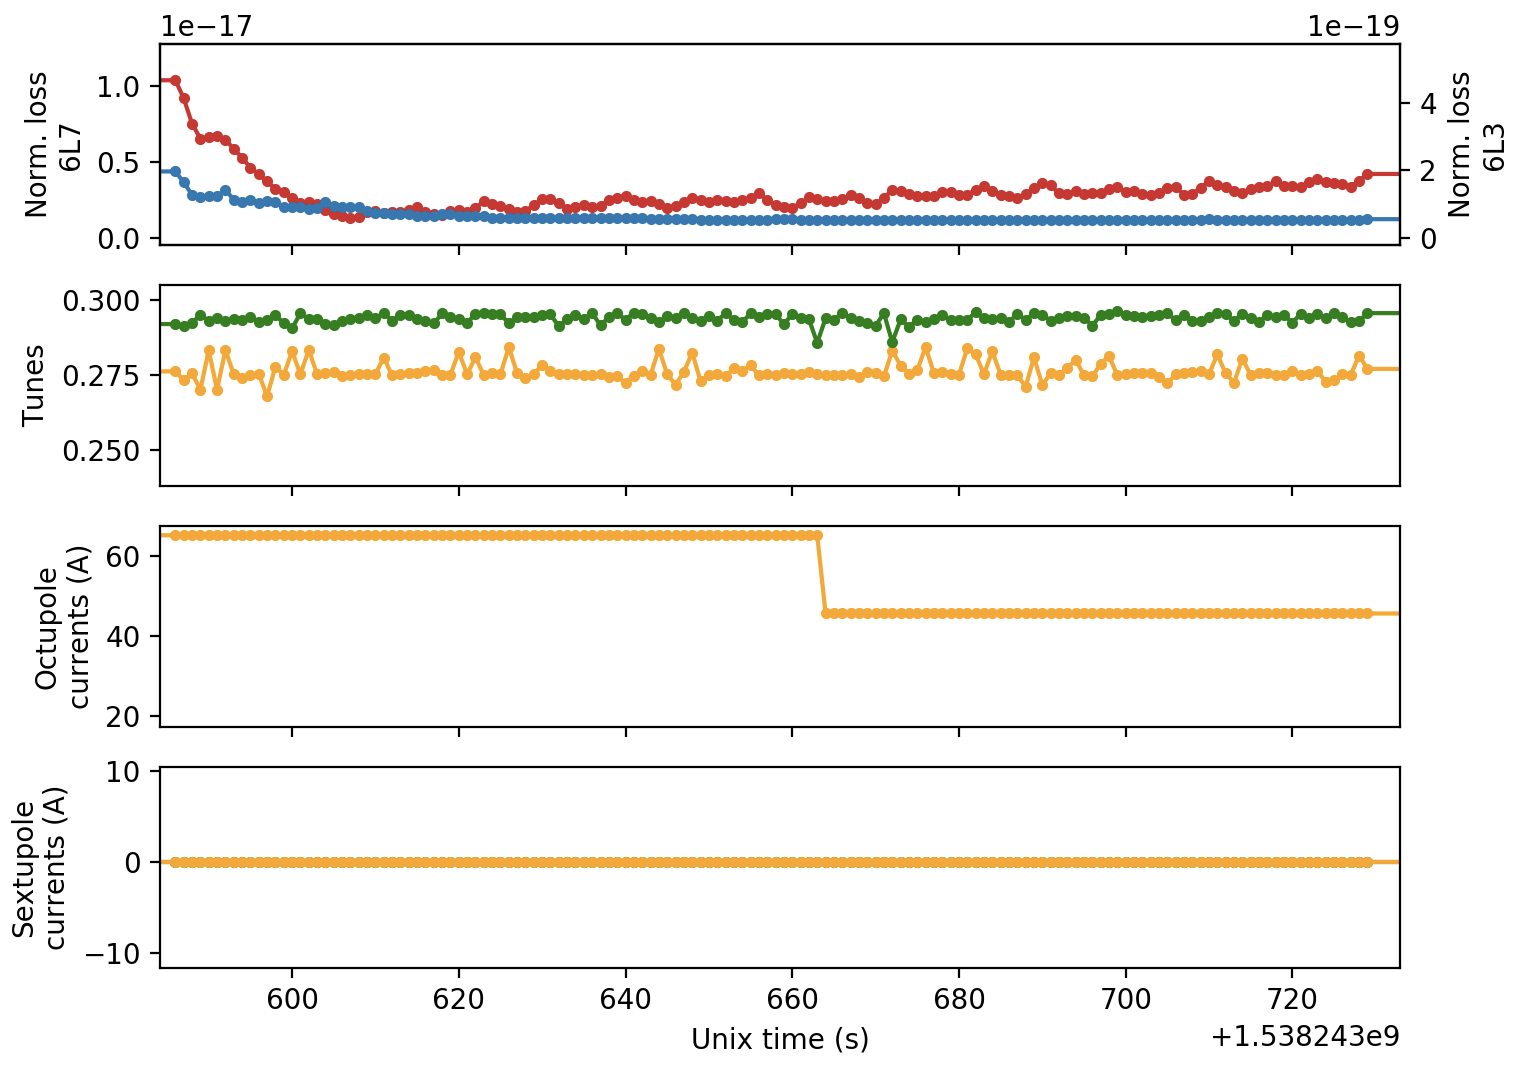 1e−17
1e−19
Norm. loss
6L7
1.0
0.5
0.0
4
2
0
Norm. loss
6L3
Tunes
0.300
0.275
0.250
Octupole
currents (A)
60
40
20
Sextupole
currents (A)
10
0
−10
600 620 640 660 680 700 720
Unix time (s)
+1.538243e9